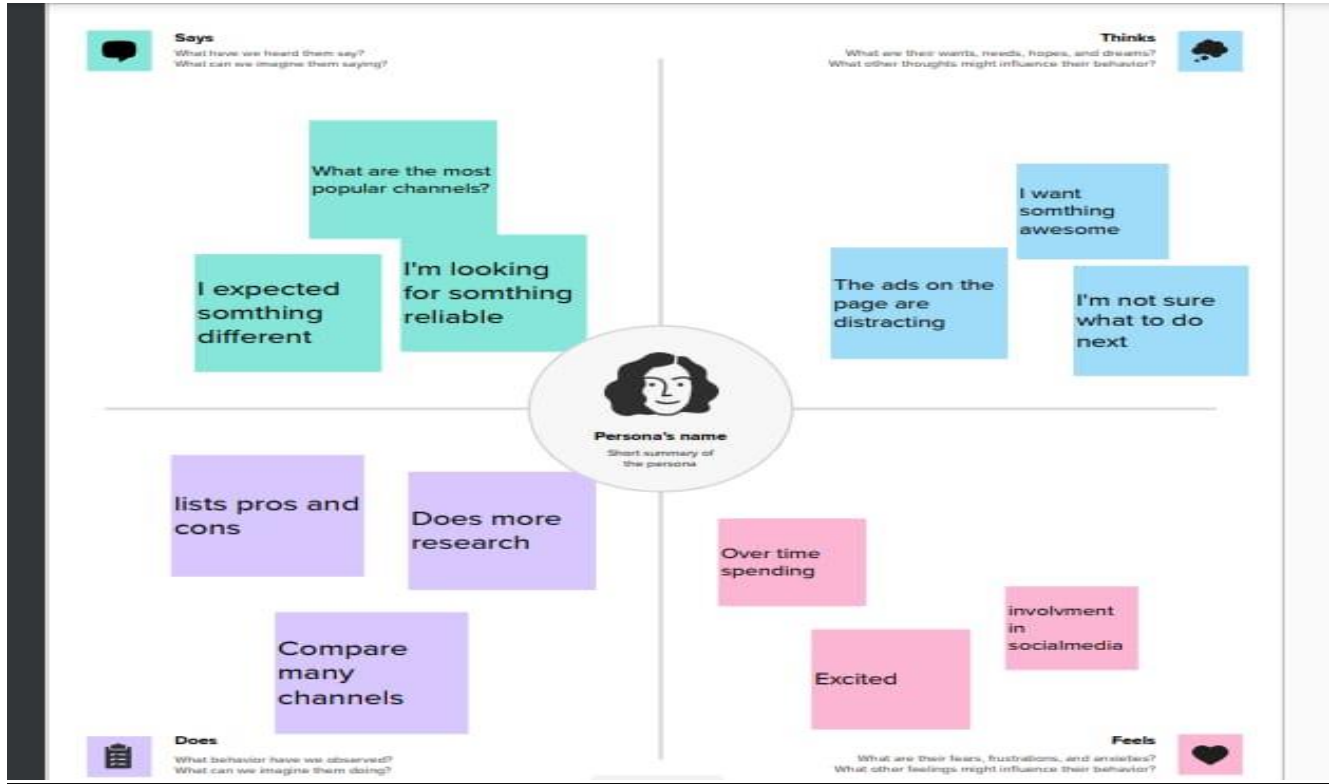 Says
What have we heard them say?
What can we imagine them saying?
Thinks
What are their wants, needs, hopes, and dreams?
What other thoughts might influence their behavior?
What are the most
popular channels?
I expected
somthing
different
I'm looking
for somthing
reliable
I want
somthing
awesome
The ads on the
page are
distracting
I'm not sure
what to do
next
Persona's name
Short summary of
the persona
lists pros and
cons
Does more
research
Compare
many
channels
Over time
spending
involvment
in
socialmedia
Excited
Does
What behavior have we observed?
What can we imagine them doing?
Feels
What are their fears, frustrations, and anxieties?
What other feelings might influence their behavior?